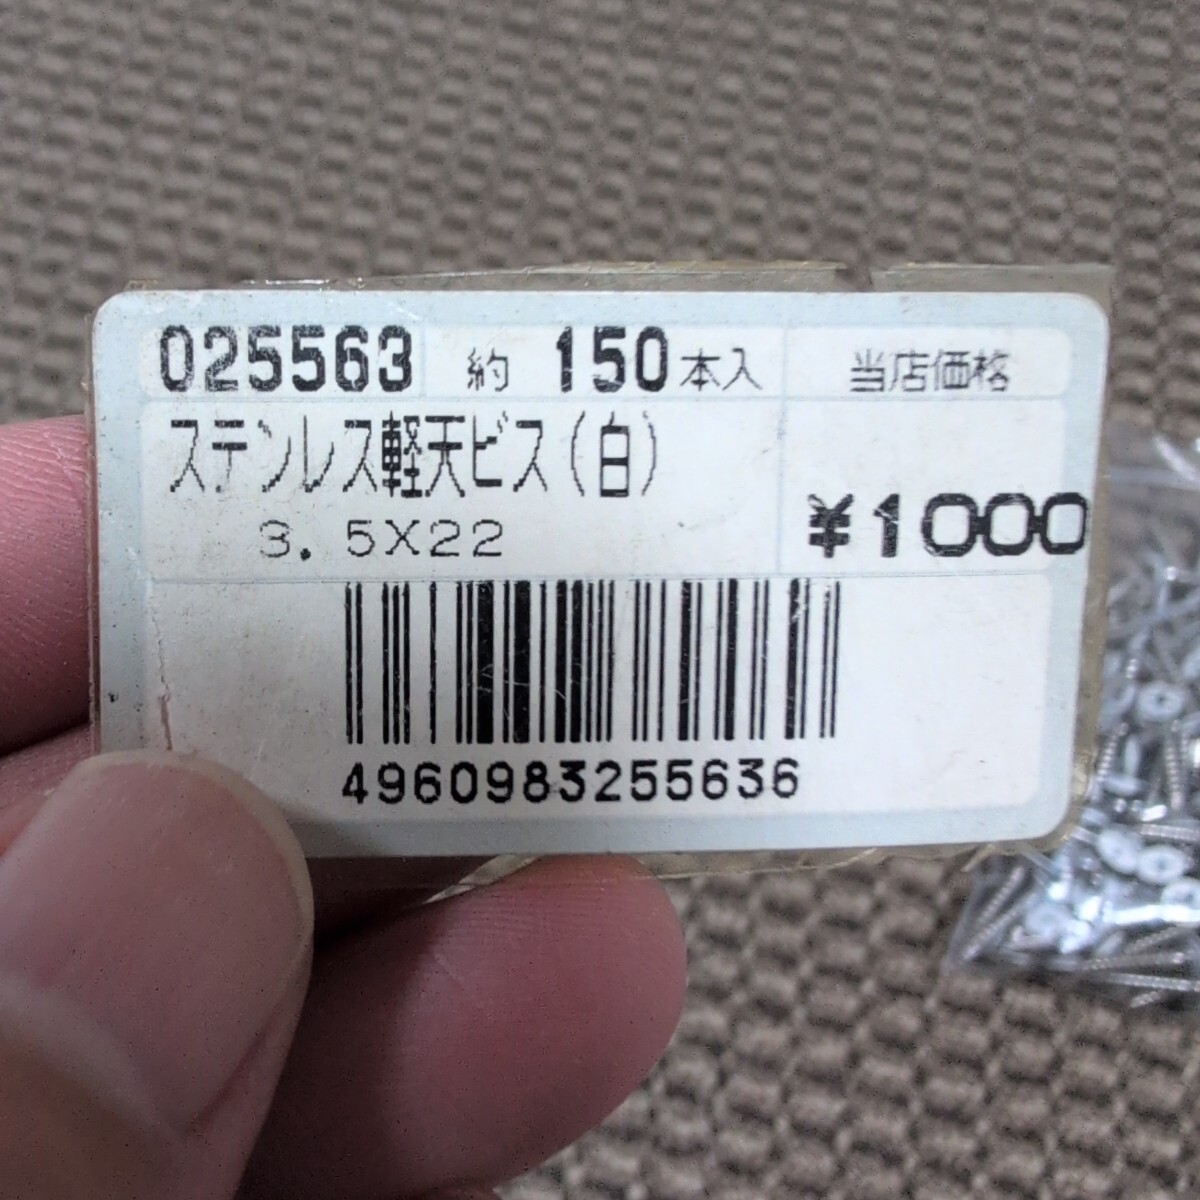 025563 約 150本入 当店価格
ステンレス軽天ビス(白)
3.5X22
¥1000
4960983255636